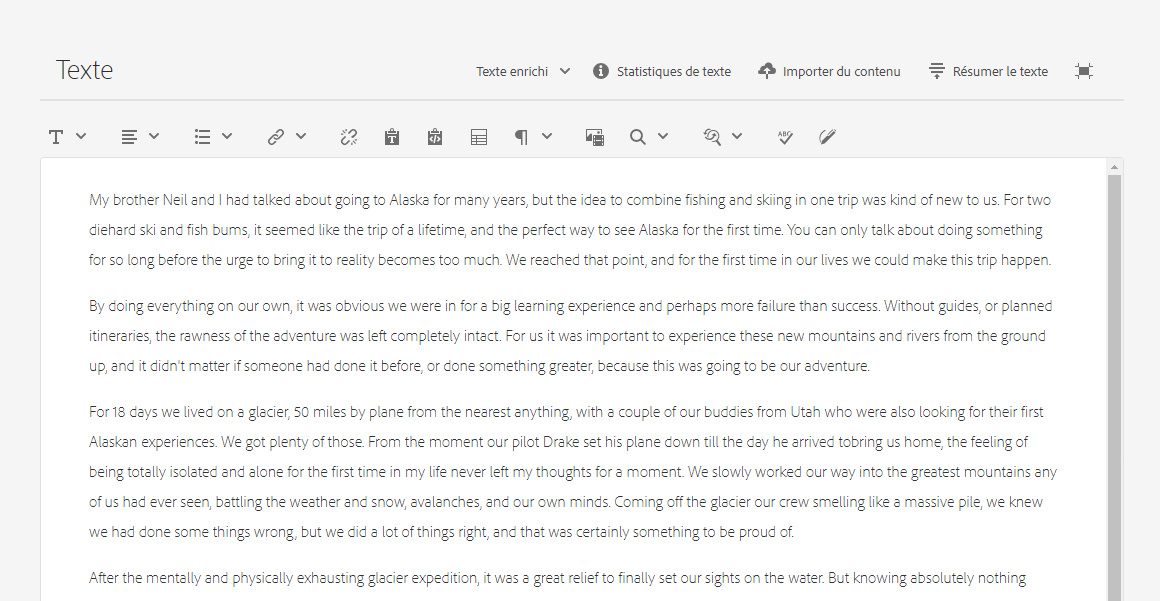 Texte
Texte enrichi
Statistiques de texte
Importer du contenu
Résumer le texte
ABC
My brother Neil and I had talked about going to Alaska for many years, but the idea to combine fishing and skiing in one trip was kind of new to us. For two
diehard ski and fish bums, it seemed like the trip of a lifetime, and the perfect way to see Alaska for the first time. You can only talk about doing something
for so long before the urge to bring it to reality becomes too much. We reached that point, and for the first time in our lives we could make this trip happen.
By doing everything on our own, it was obvious we were in for a big learning experience and perhaps more failure than success. Without guides, or planned
itineraries, the rawness of the adventure was left completely intact. For us it was important to experience these new mountains and rivers from the ground
up, and it didn't matter if someone had done it before, or done something greater, because this was going to be our adventure.
For 18 days we lived on a glacier, 50 miles by plane from the nearest anything, with a couple of our buddies from Utah who were also looking for their first
Alaskan experiences. We got plenty of those. From the moment our pilot Drake set his plane down till the day he arrived tobring us home, the feeling of
being totally isolated and alone for the first time in my life never left my thoughts for a moment. We slowly worked our way into the greatest mountains any
of us had ever seen, battling the weather and snow, avalanches, and our own minds. Coming off the glacier our crew smelling like a massive pile, we knew
we had done some things wrong, but we did a lot of things right, and that was certainly something to be proud of.
After the mentally and physically exhausting glacier expedition, it was a great relief to finally set our sights on the water. But knowing absolutely nothing